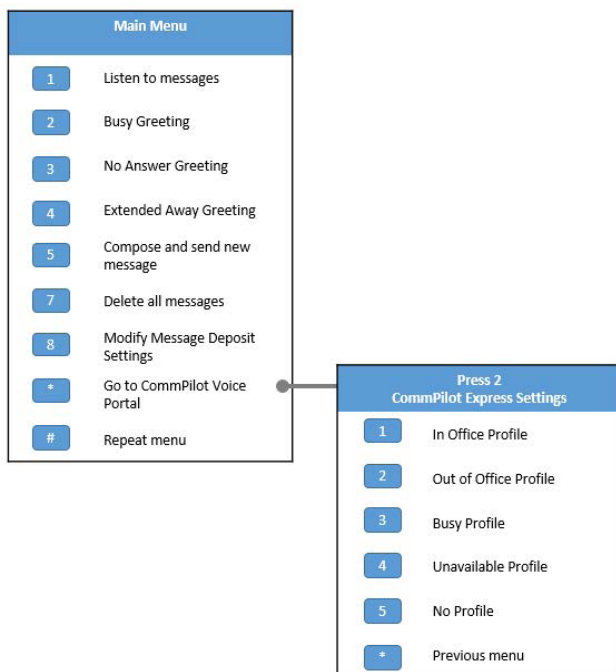 Main Menu
1 Listen to messages
2 Busy Greeting
3 No Answer Greeting
4 Extended Away Greeting
5 Compose and send new
message
7 Delete all messages
8 Modify Message Deposit
Settings
* Go to CommPilot Voice
Portal
# Repeat menu
Press 2
CommPilot Express Settings
1 In Office Profile
2 Out of Office Profile
3 Busy Profile
4 Unavailable Profile
5 No Profile
* Previous menu